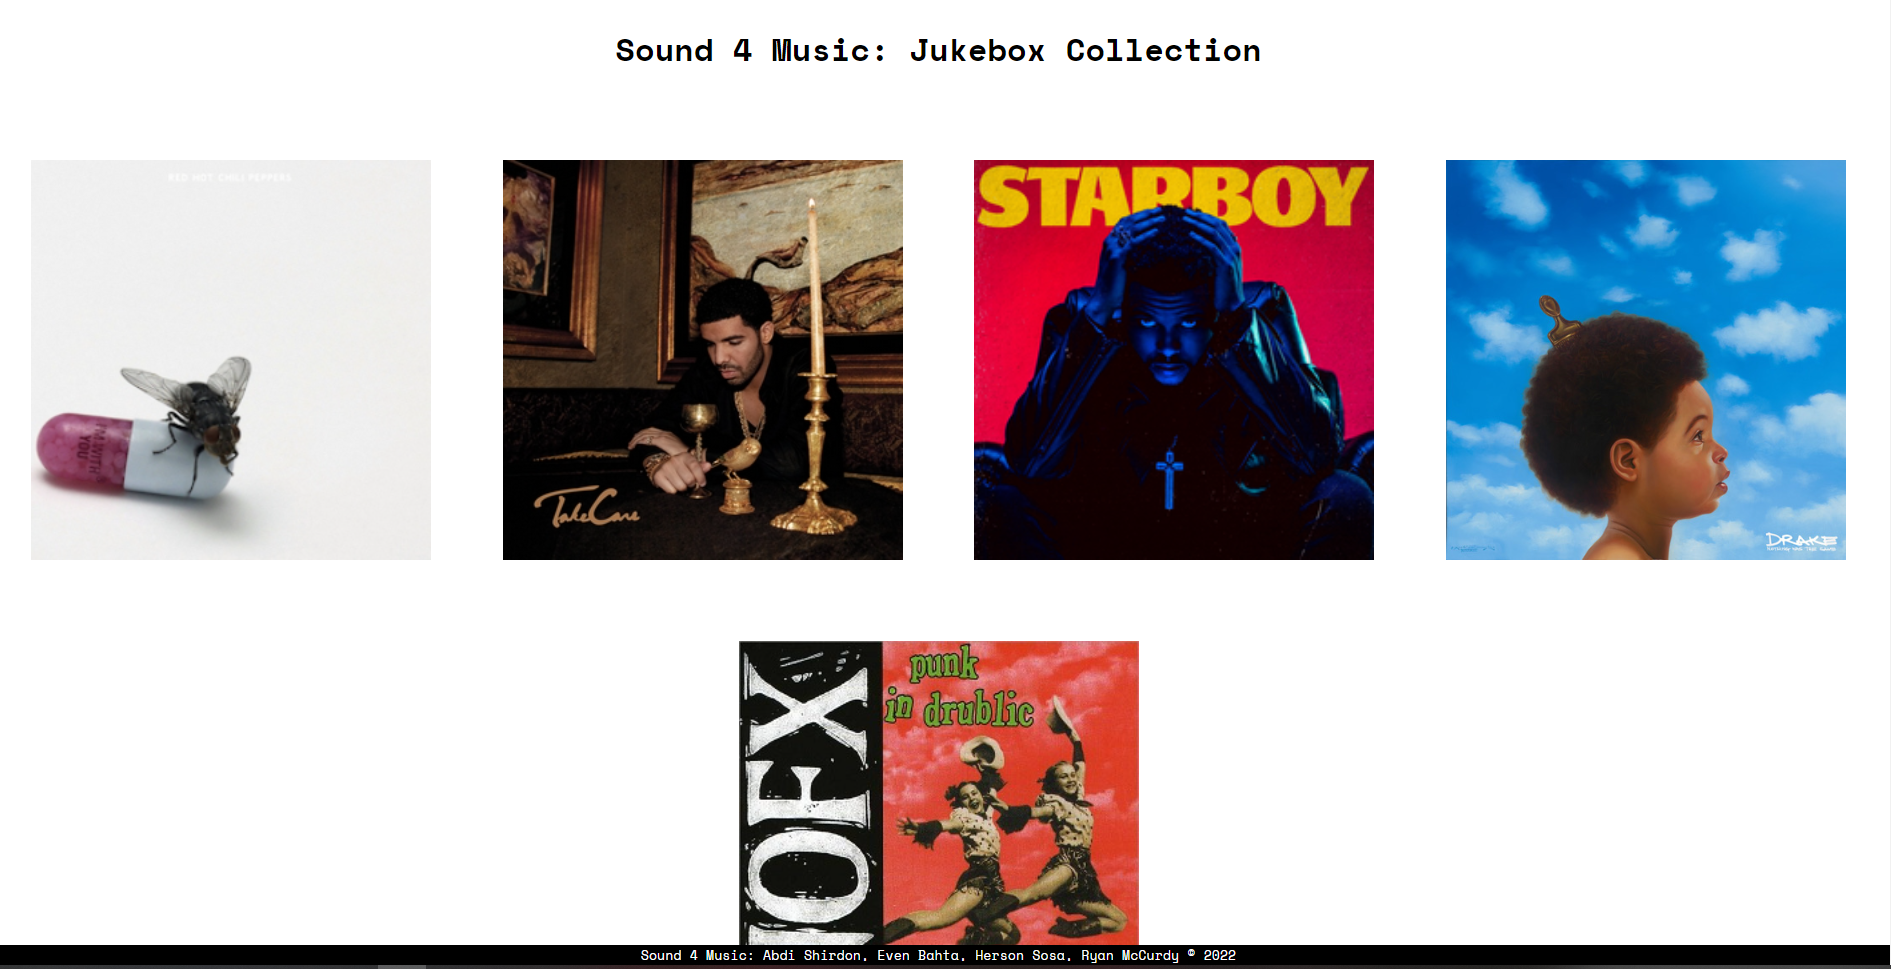 Sound 4 Music: Jukebox Collection
RED HOT CHILI PEPPERS
I'M WITH
YOU
Take Care
STARBOY
DRAKE
NOTHING WAS THE SAME
punk
in drublic
NOFX
Sound 4 Music: Abdi Shirdon, Even Bahta, Herson Sosa, Ryan McCurdy © 2022